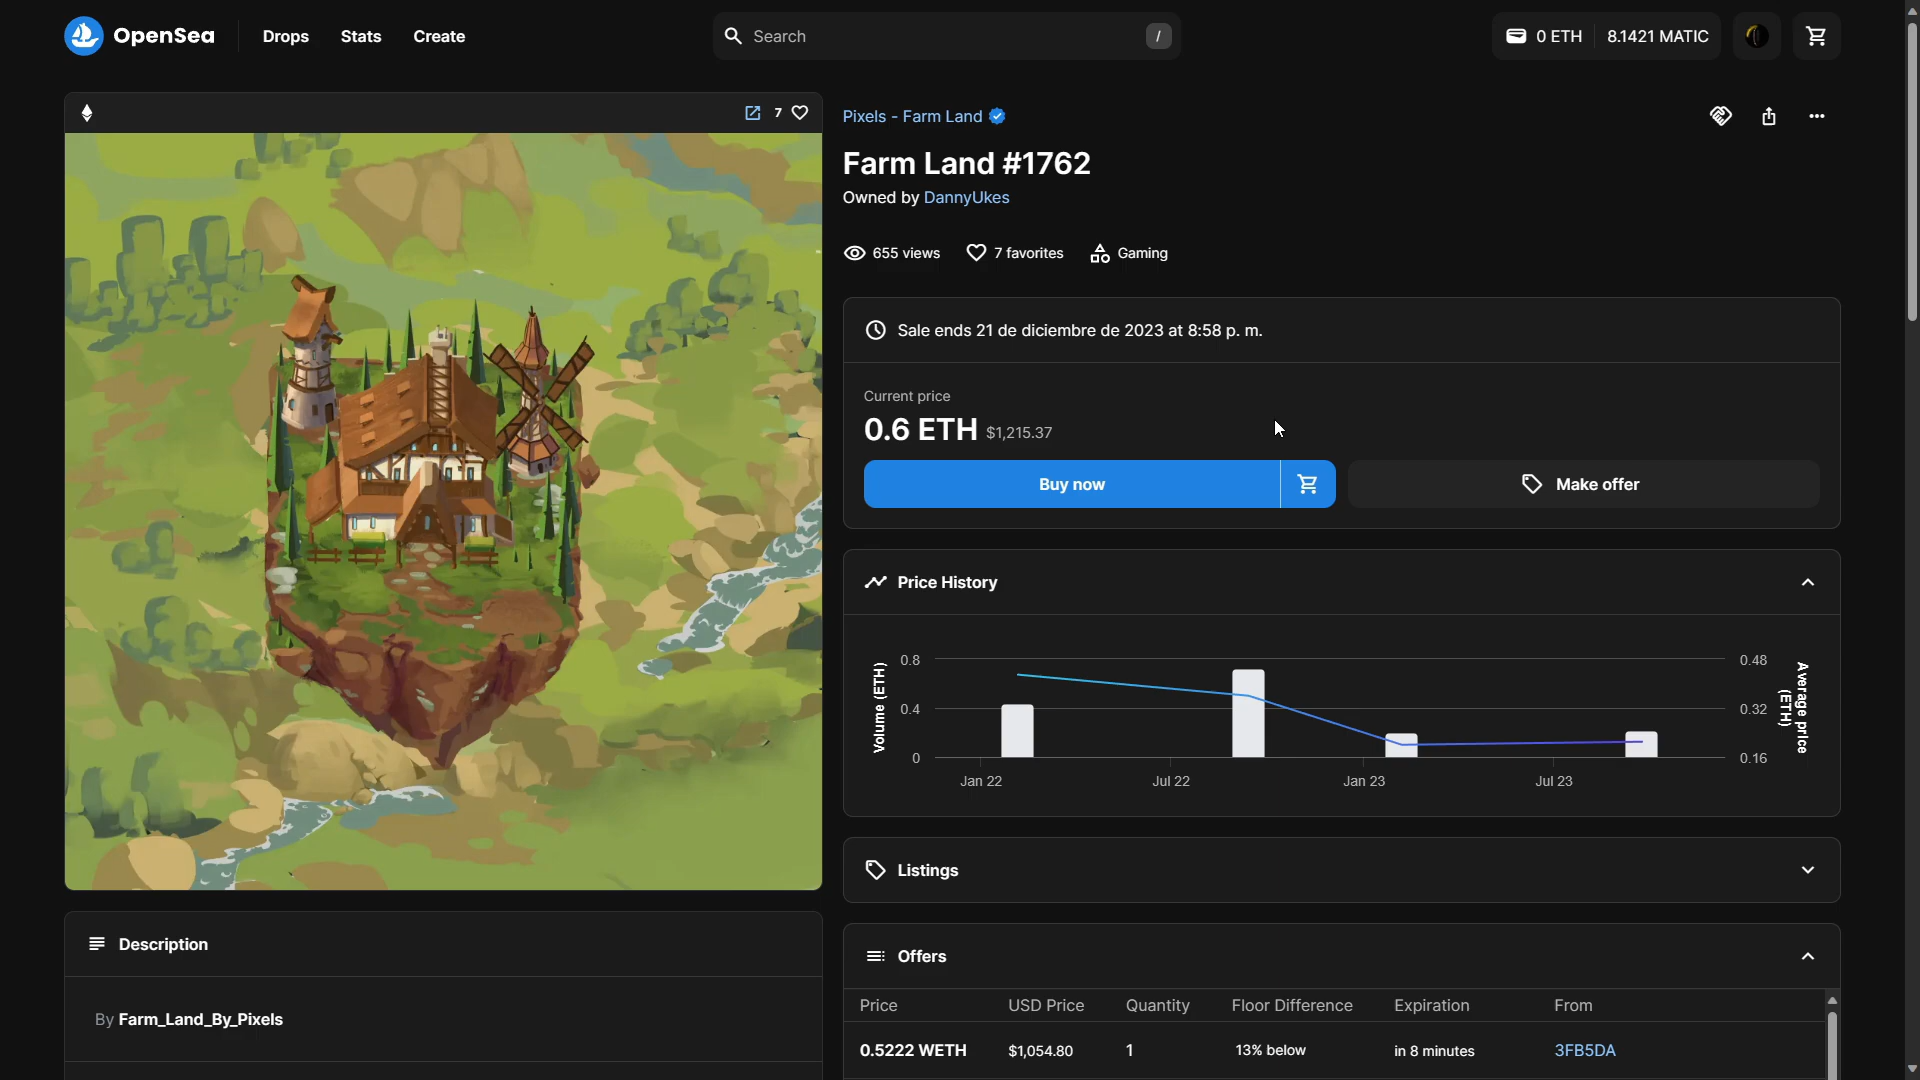 OpenSea
Drops
Stats
Create
Search
/
0 ETH
8.1421 MATIC
7
Pixels - Farm Land
Farm Land #1762
Owned by DannyUkes
655 views
7 favorites
Gaming
Sale ends 21 de diciembre de 2023 at 8:58 p. m.
Current price
0.6 ETH $1,215.37
Buy now
Make offer
Price History
Volume (ETH)
0.8
0.4
0
0.48
0.32
0.16
Average price
(ETH)
Jan 22
Jul 22
Jan 23
Jul 23
Listings
Offers
Price USD Price Quantity Floor Difference Expiration From
0.5222 WETH $1,054.80 1 13% below in 8 minutes 3FB5DA
Description
By Farm_Land_By_Pixels